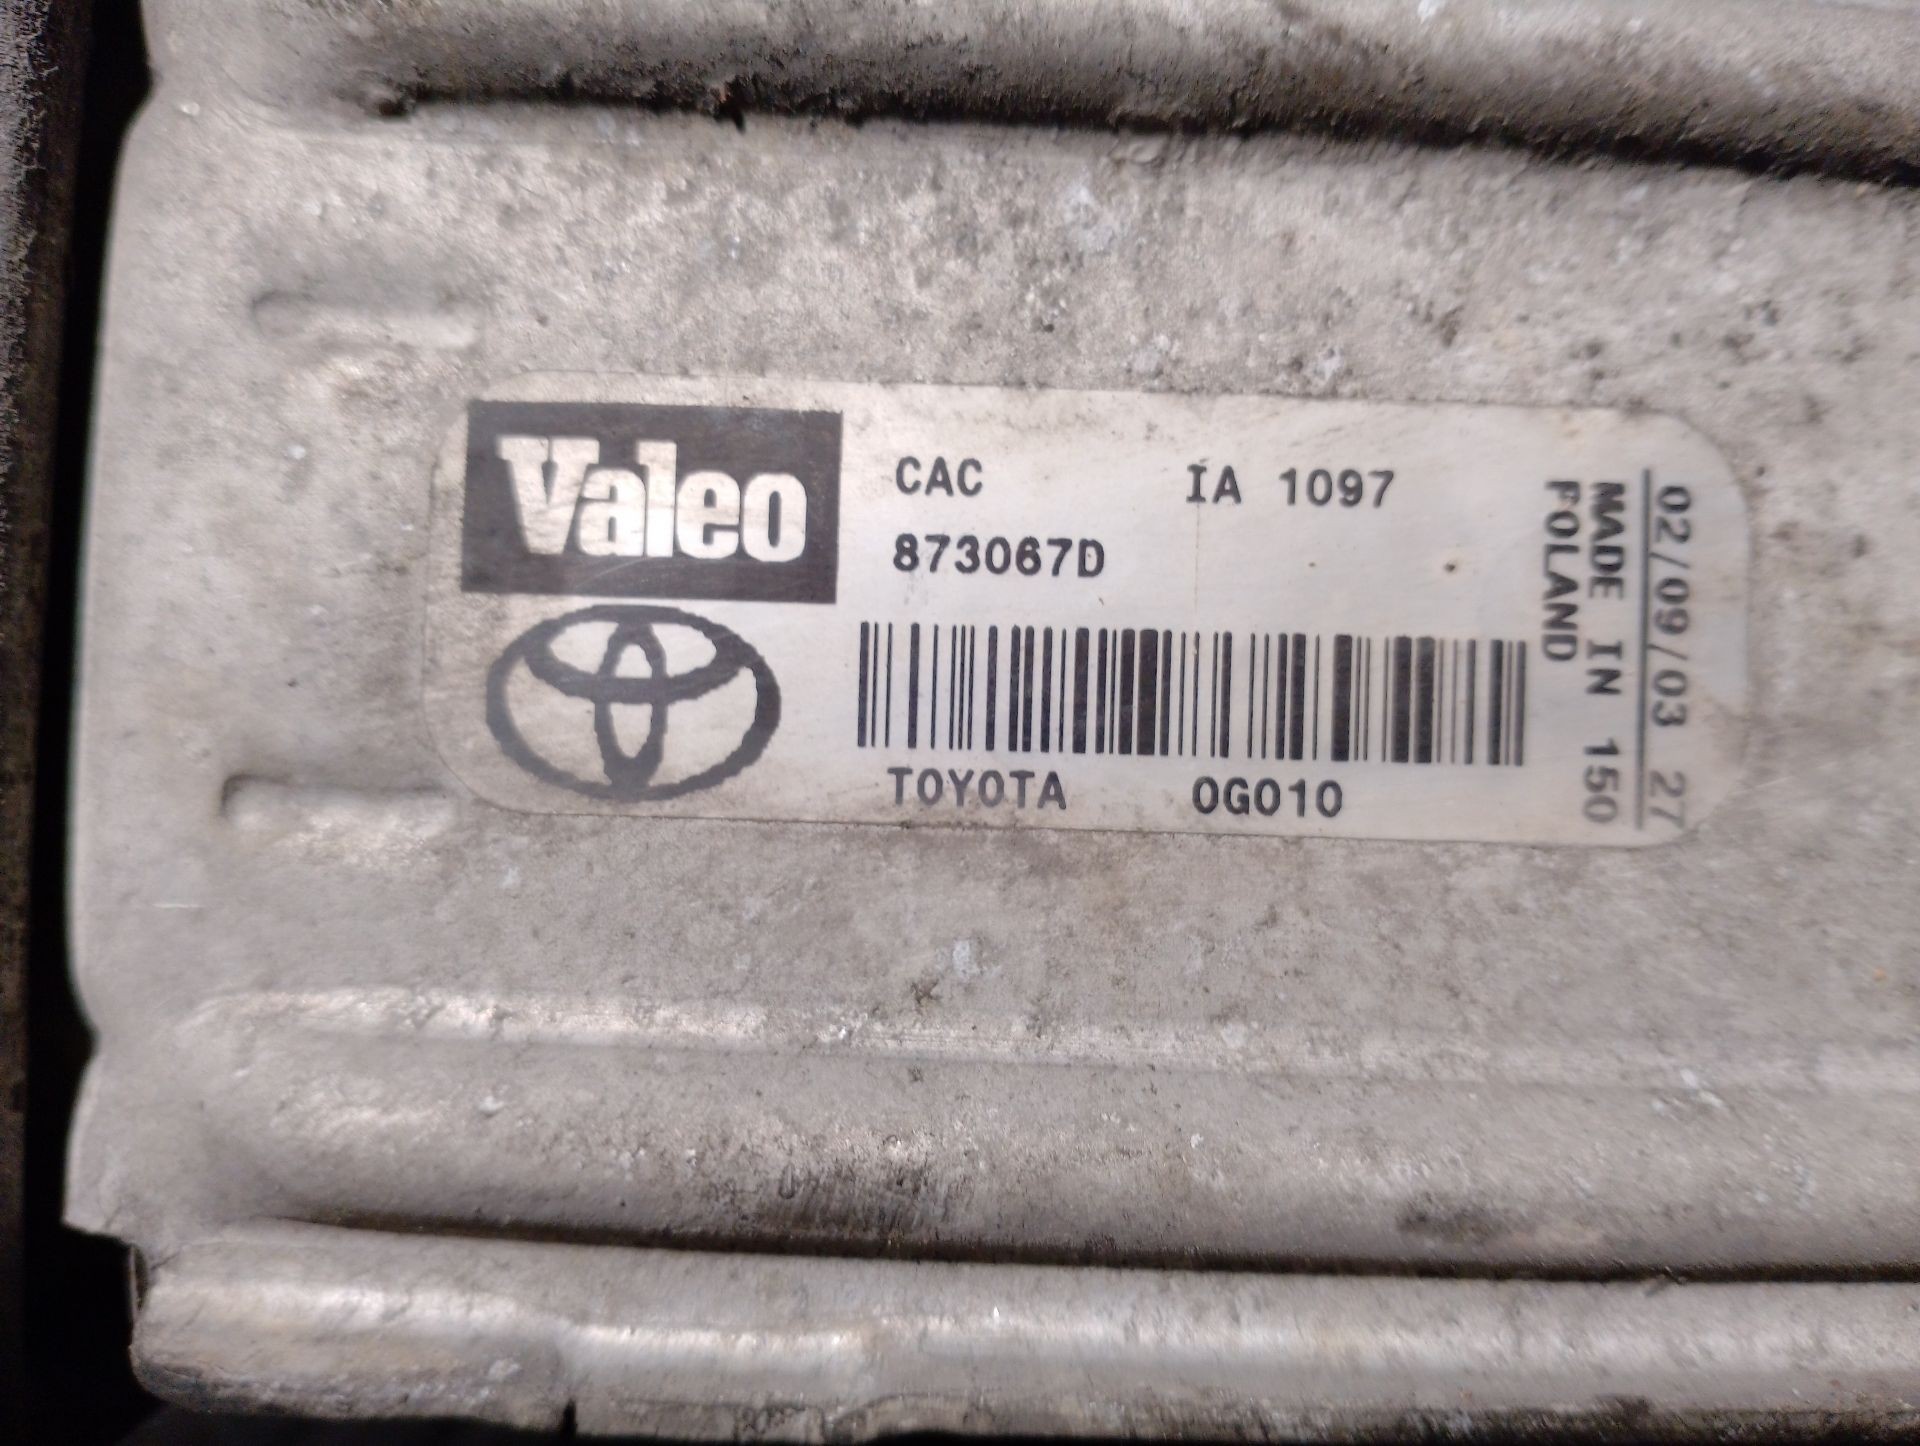 Valeo
CAC IA 1097
873067D
TOYOTA 0G010
02/09/03 27
MADE IN 150
POLAND